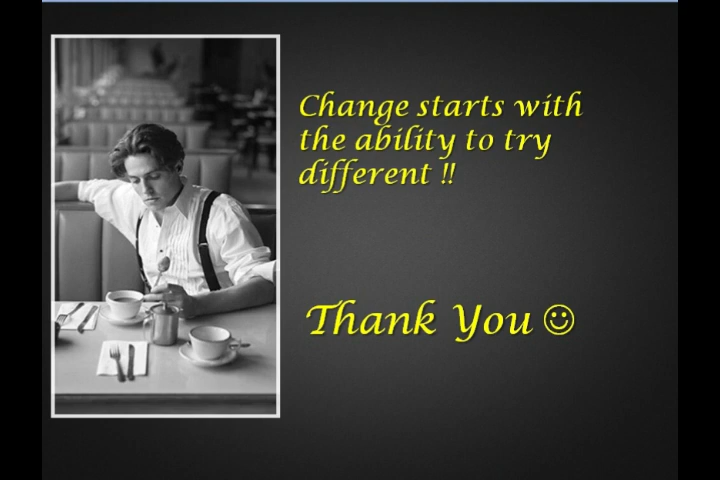 Change starts with
the ability to try
different !!
Thank You ☺